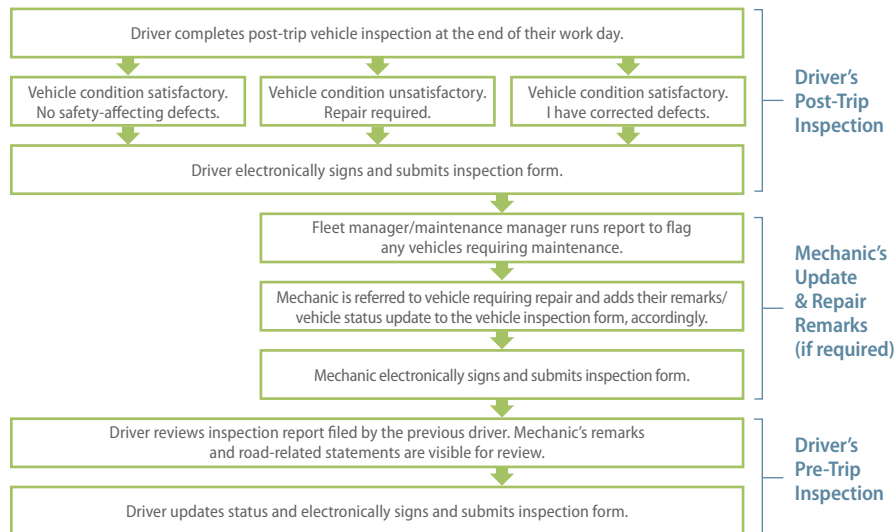 Driver completes post-trip vehicle inspection at the end of their work day.
Vehicle condition satisfactory.
No safety-affecting defects.
Vehicle condition unsatisfactory.
Repair required.
Vehicle condition satisfactory.
I have corrected defects.
Driver electronically signs and submits inspection form.
Driver's
Post-Trip
Inspection
Fleet manager/maintenance manager runs report to flag
any vehicles requiring maintenance.
Mechanic is referred to vehicle requiring repair and adds their remarks/
vehicle status update to the vehicle inspection form, accordingly.
Mechanic electronically signs and submits inspection form.
Mechanic's
Update
& Repair
Remarks
(if required)
Driver reviews inspection report filed by the previous driver. Mechanic's remarks
and road-related statements are visible for review.
Driver updates status and electronically signs and submits inspection form.
Driver's
Pre-Trip
Inspection